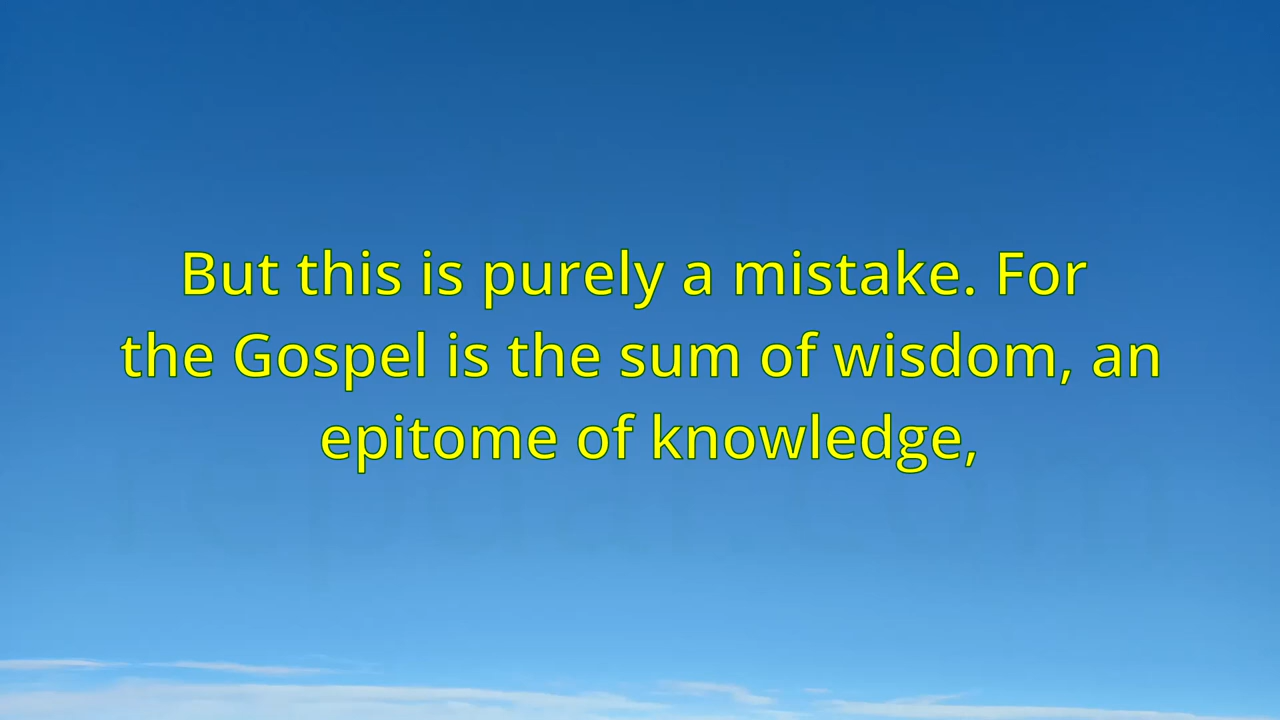 But this is purely a mistake. For
the Gospel is the sum of wisdom, an
epitome of knowledge,